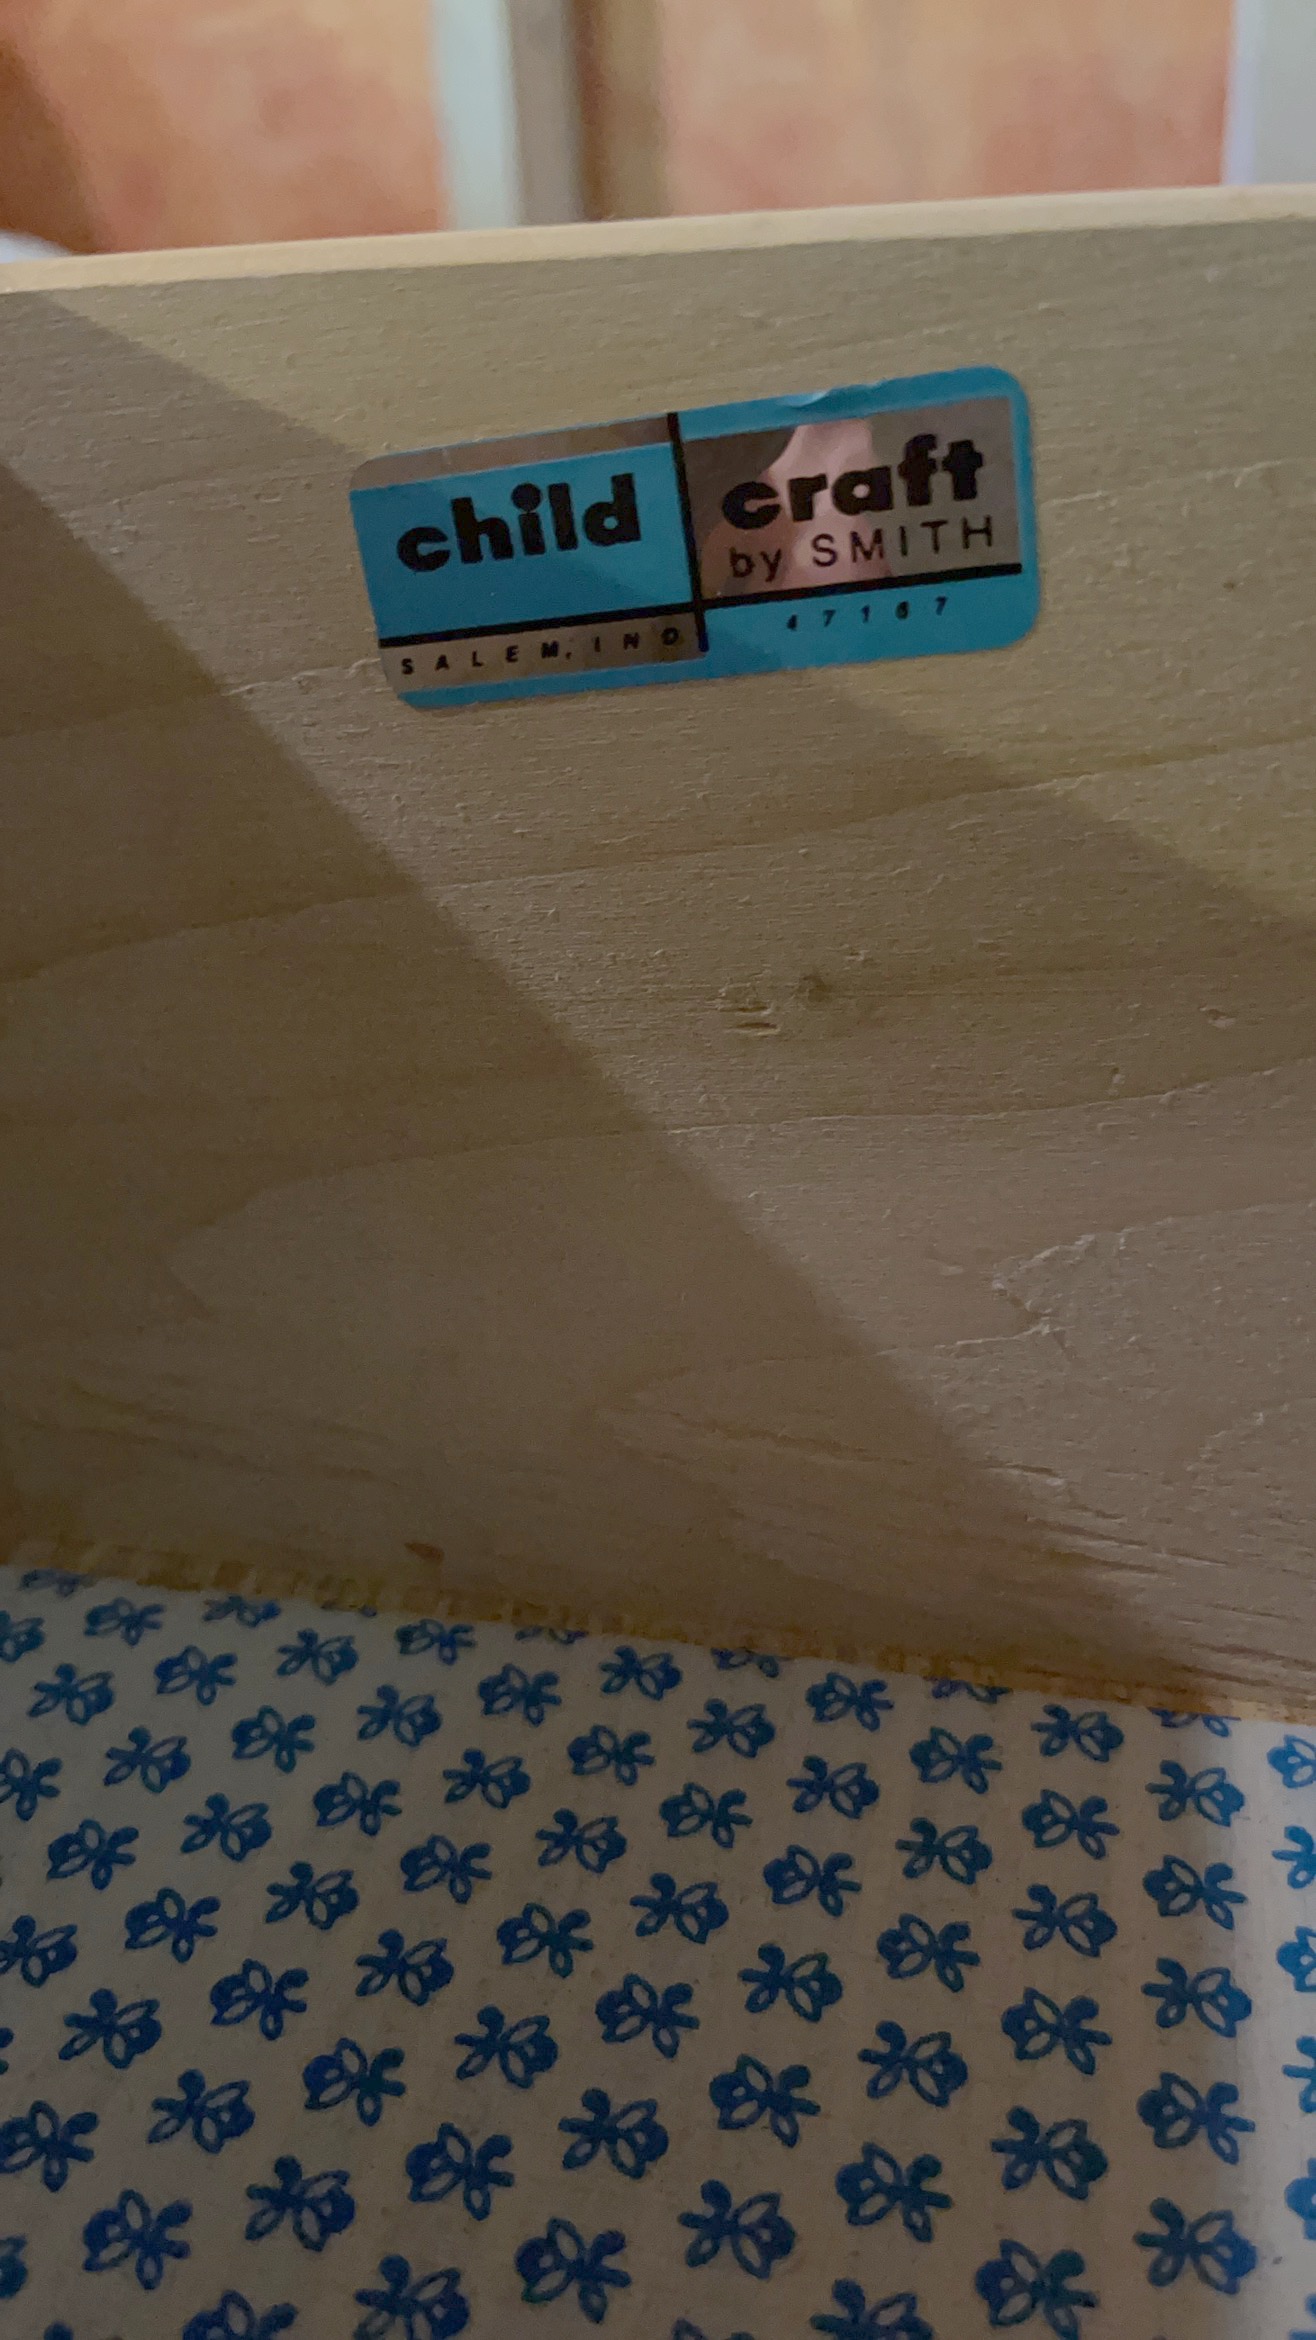 child craft
by SMITH
SALEM, IND 47167